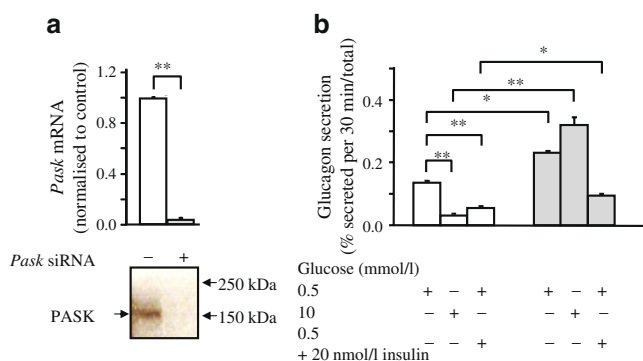 a
Pask mRNA
(normalised to control)
**
1.2
0.8
0.4
0.0
Pask siRNA – +
PASK
250 kDa
150 kDa
b
Glucagon secretion
(% secreted per 30 min/total)
*
**
*
**
**
0.4
0.2
0.0
Glucose (mmol/l)
0.5 + – + + – +
10 – + – – + –
0.5
+ 20 nmol/l insulin – – + – – +